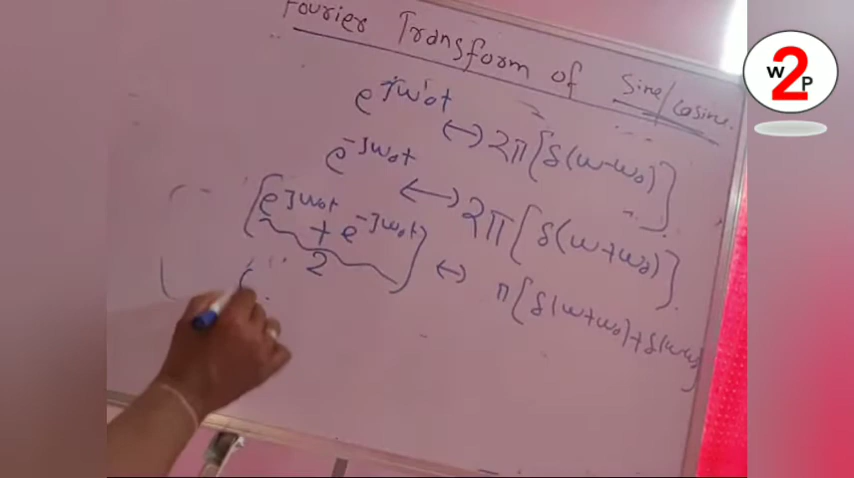 Fourier Transform of Sine/Cosine.
e^jω₀t ↔ 2π[δ(ω-ω₀)]
e^-jω₀t ↔ 2π[δ(ω+ω₀)]
[e^jω₀t + e^-jω₀t / 2] ↔ π[δ(ω+ω₀)+δ(ω-ω₀)]
W2P